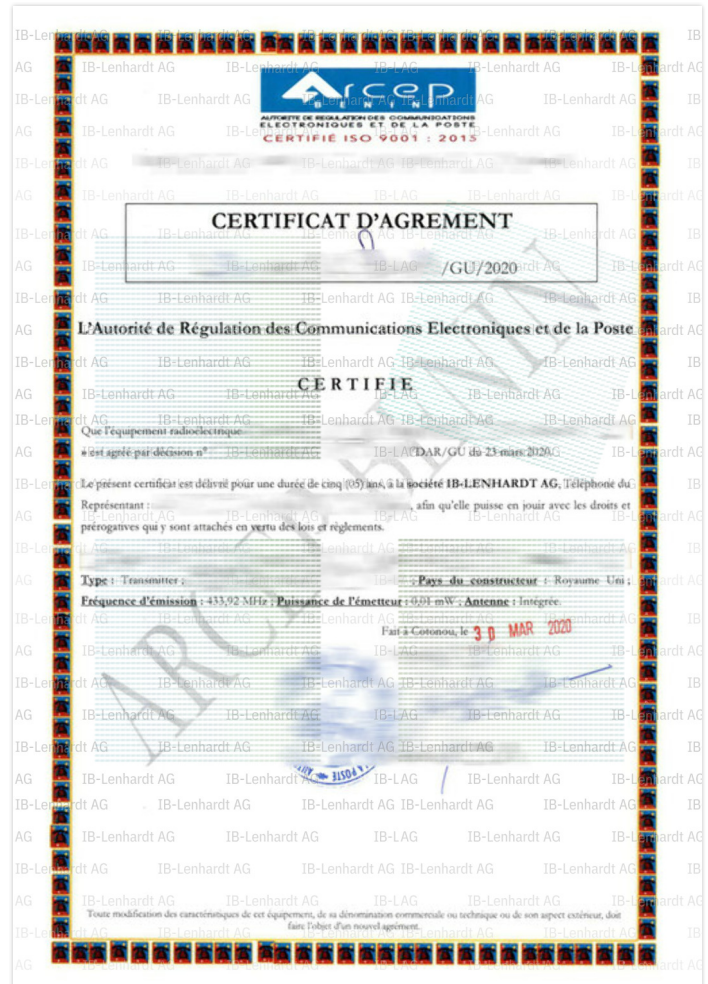 Arcep
BENIN
AUTORITE DE REGULATION DES COMMUNICATIONS
ELECTRONIQUES ET DE LA POSTE
CERTIFIÉ ISO 9001 : 2015
CERTIFICAT D'AGREMENT
/GU/2020
L'Autorité de Régulation des Communications Electroniques et de la Poste
CERTIFIE
Que l'équipement radioélectrique
est agréé par décision n° /DAR/GU du 23 mars 2020.
Le présent certificat est délivré pour une durée de cinq (05) ans, à la société IB-LENHARDT AG, Téléphone du
Représentant : , afin qu'elle puisse en jouir avec les droits et
prérogatives qui y sont attachés en vertu des lois et règlements.
Type : Transmitter ; ; Pays du constructeur : Royaume Uni ;
Fréquence d'émission : 433,92 MHz ; Puissance de l'émetteur : 0,01 mW ; Antenne : Intégrée.
Fait à Cotonou, le 30 MAR 2020
ARCEP BENIN
LA POSTE
Toute modification des caractéristiques de cet équipement, de sa dénomination commerciale ou technique ou de son aspect extérieur, doit
faire l'objet d'un nouvel agrément.
IB-Lenhardt AG